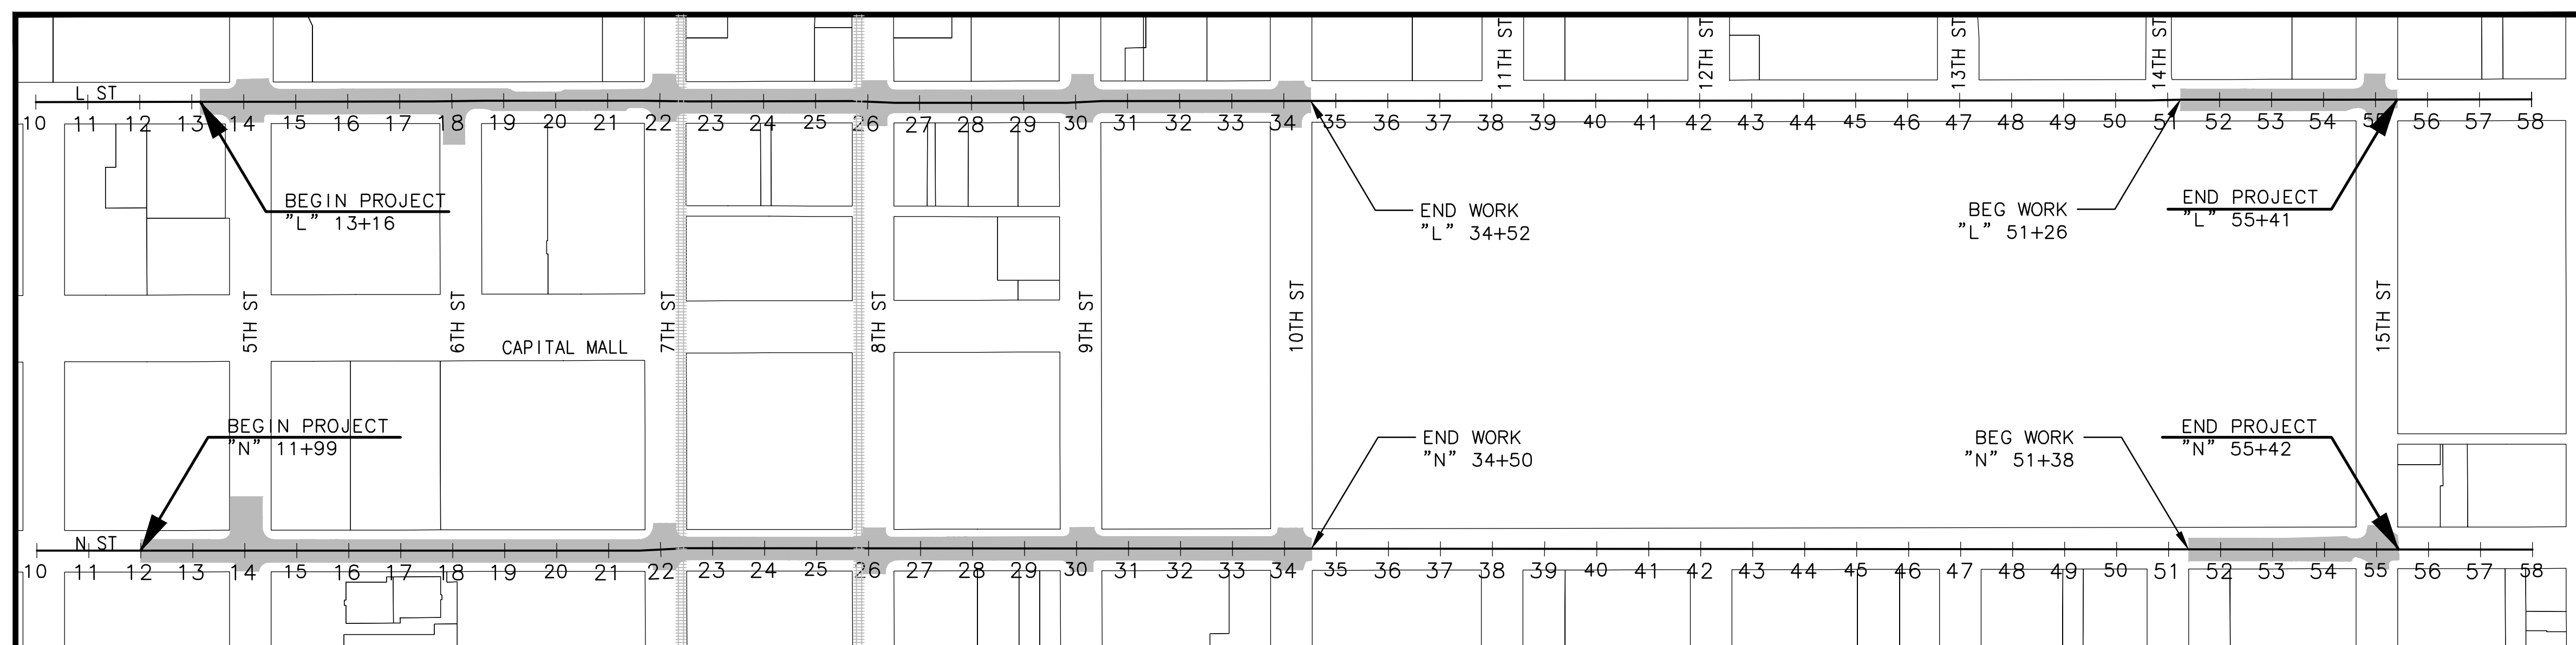 11TH ST
12TH ST
13TH ST
14TH ST
L ST
10 11 12 13 14 15 16 17 18 19 20 21 22 23 24 25 26 27 28 29 30 31 32 33 34 35 36 37 38 39 40 41 42 43 44 45 46 47 48 49 50 51 52 53 54 55 56 57 58
BEGIN PROJECT
"L" 13+16
END WORK
"L" 34+52
BEG WORK
"L" 51+26
END PROJECT
"L" 55+41
5TH ST
6TH ST
7TH ST
8TH ST
9TH ST
10TH ST
15TH ST
CAPITAL MALL
BEGIN PROJECT
"N" 11+99
END WORK
"N" 34+50
BEG WORK
"N" 51+38
END PROJECT
"N" 55+42
N ST
10 11 12 13 14 15 16 17 18 19 20 21 22 23 24 25 26 27 28 29 30 31 32 33 34 35 36 37 38 39 40 41 42 43 44 45 46 47 48 49 50 51 52 53 54 55 56 57 58